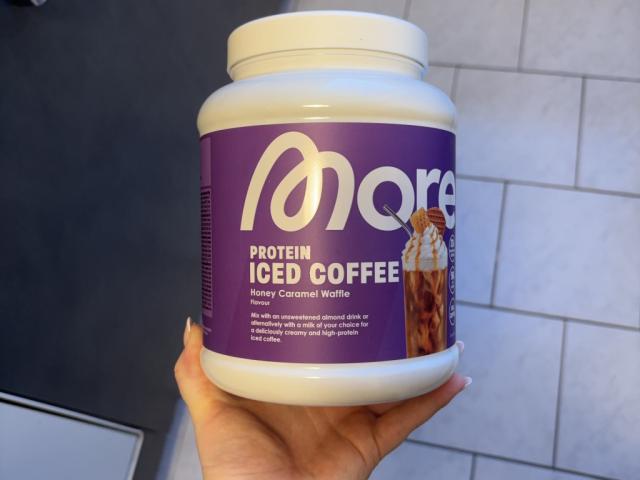 More
PROTEIN
ICED COFFEE
Honey Caramel Waffle
Flavour
Mix with an unsweetened almond drink or
alternatively with a milk of your choice for
a deliciously creamy and high-protein
iced coffee.